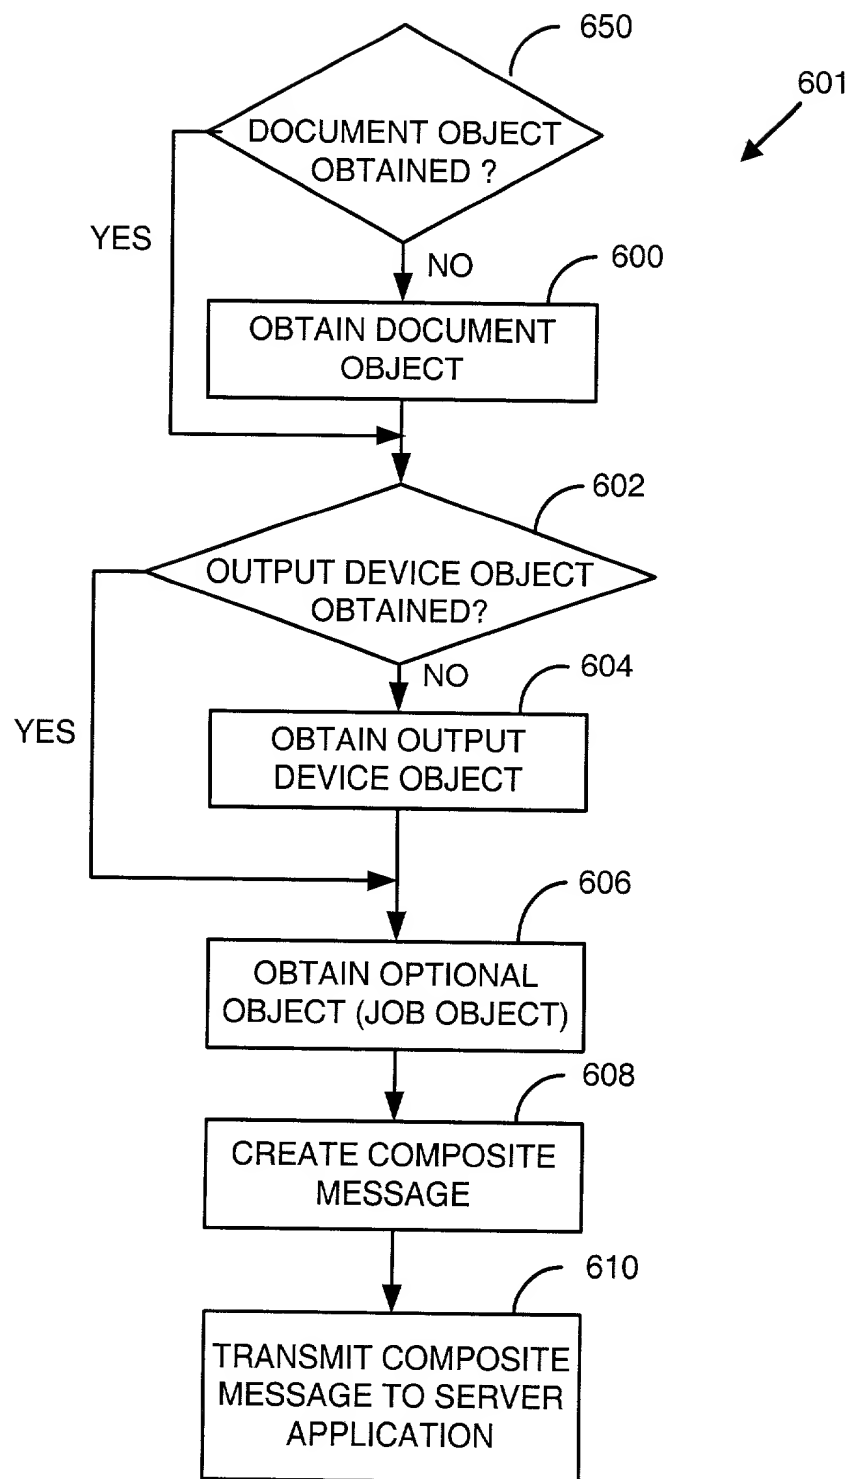 650
601
DOCUMENT OBJECT
OBTAINED ?
YES
NO
600
OBTAIN DOCUMENT
OBJECT
602
OUTPUT DEVICE OBJECT
OBTAINED?
NO
604
YES
OBTAIN OUTPUT
DEVICE OBJECT
606
OBTAIN OPTIONAL
OBJECT (JOB OBJECT)
608
CREATE COMPOSITE
MESSAGE
610
TRANSMIT COMPOSITE
MESSAGE TO SERVER
APPLICATION